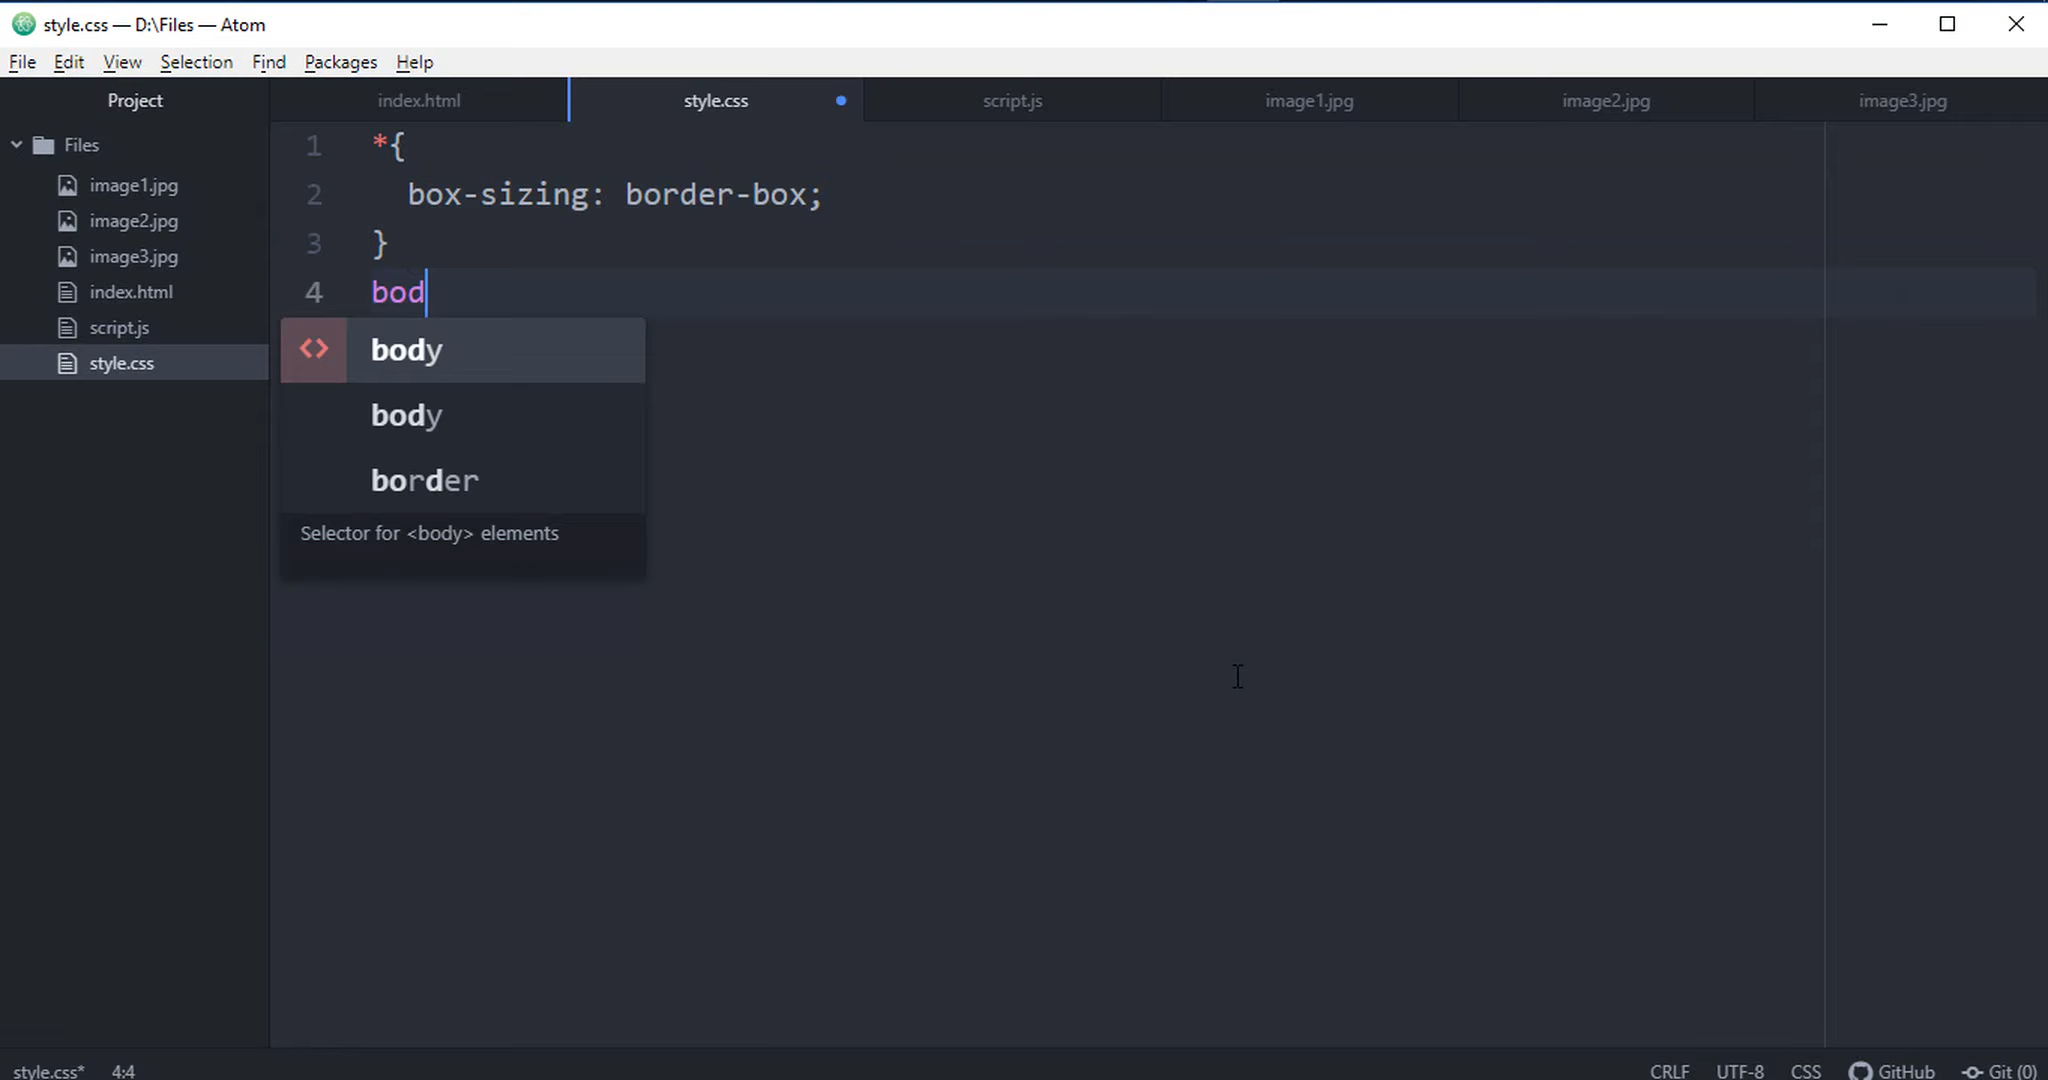 style.css — D:\Files — Atom
File Edit View Selection Find Packages Help
Project
Files
image1.jpg
image2.jpg
image3.jpg
index.html
script.js
style.css
index.html style.css script.js image1.jpg image2.jpg image3.jpg
1 *{
2 box-sizing: border-box;
3 }
4 bod
<> body
body
border
Selector for <body> elements
style.css* 4:4 CRLF UTF-8 CSS GitHub Git (0)